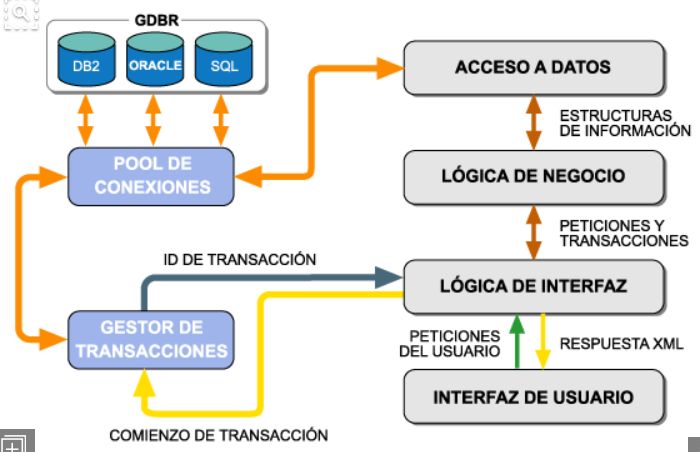 GDBR
DB2
ORACLE
SQL
POOL DE
CONEXIONES
ACCESO A DATOS
ESTRUCTURAS
DE INFORMACIÓN
LÓGICA DE NEGOCIO
PETICIONES Y
TRANSACCIONES
ID DE TRANSACCIÓN
LÓGICA DE INTERFAZ
GESTOR DE
TRANSACCIONES
PETICIONES
DEL USUARIO
RESPUESTA XML
INTERFAZ DE USUARIO
COMIENZO DE TRANSACCIÓN